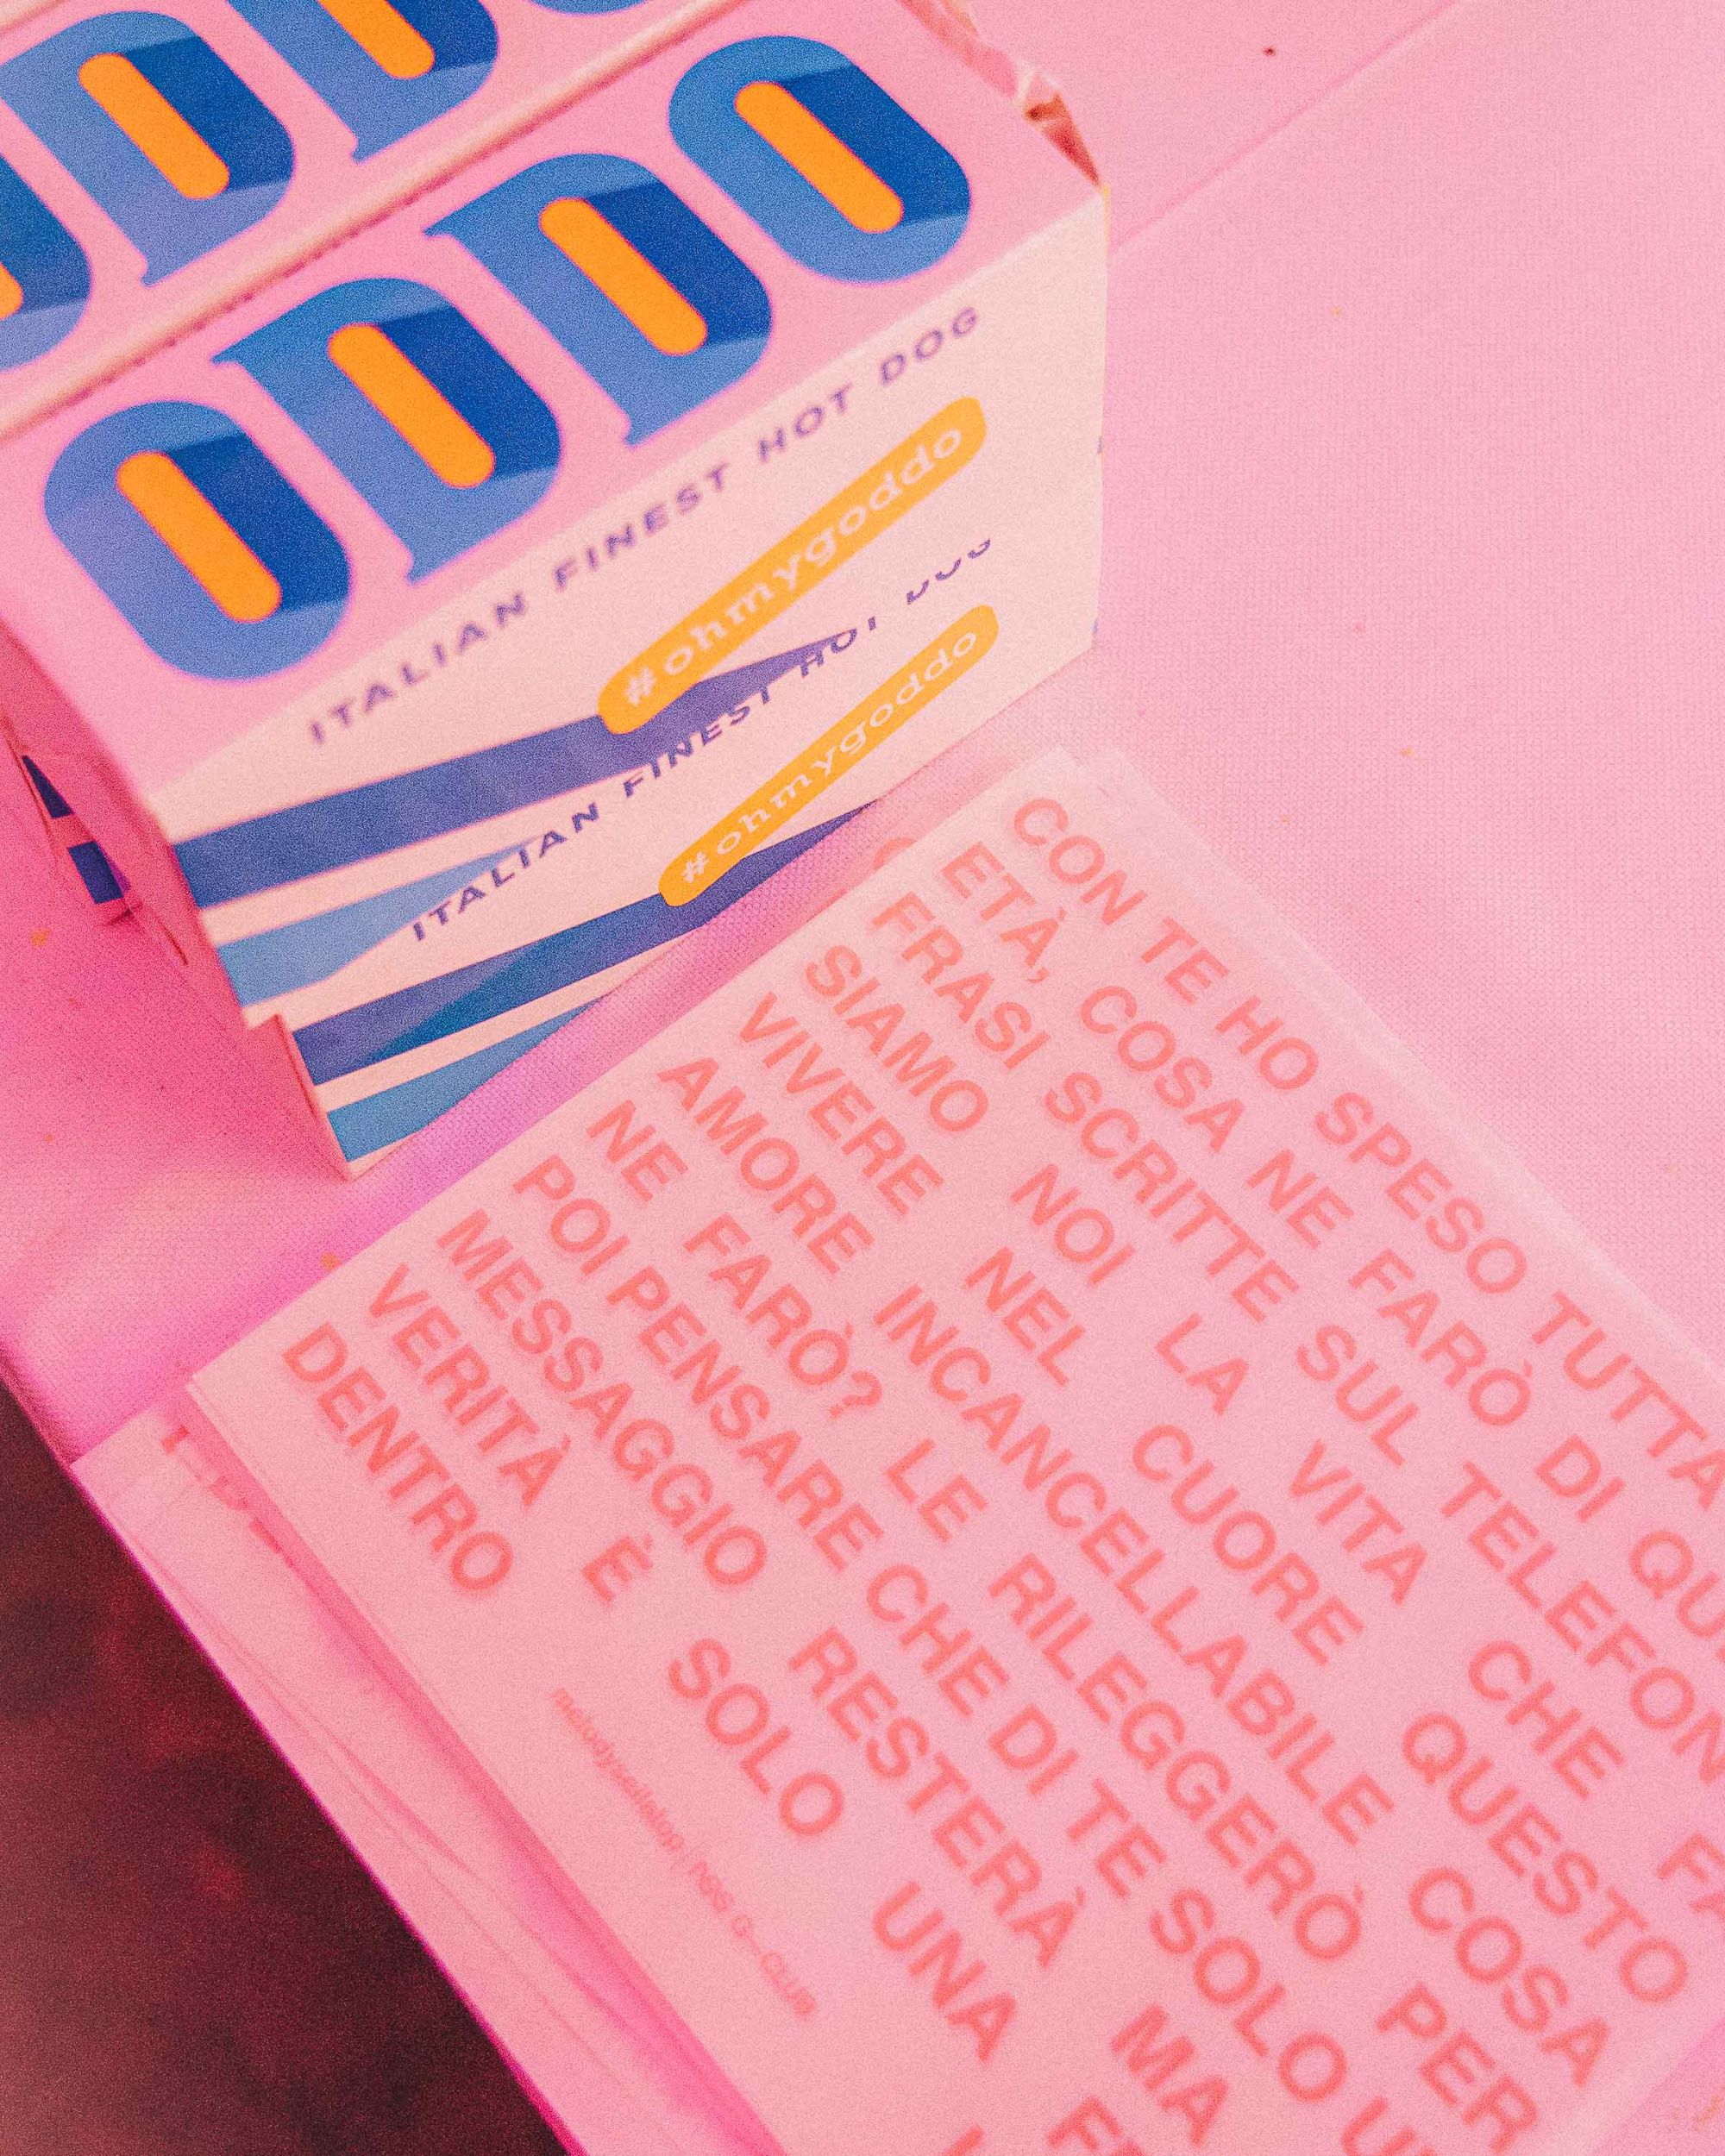 ODDO
ITALIAN FINEST HOT DOG
#ohmygoddo
ITALIAN FINEST HOT DOG
#ohmygoddo
CON TE HO SPESO TUTTA
ETÀ, COSA NE FARÒ DI
FRASI SCRITTE SUL
SIAMO NOI LA VITA CHE
VIVERE NEL CUORE QUESTO
AMORE INCANCELLABILE COSA
NE FARÒ? LE RILEGGERÒ PER
POI PENSARE CHE DI TE SOLO
MESSAGGIO RESTERÀ MA
VERITÀ È SOLO UNA
DENTRO